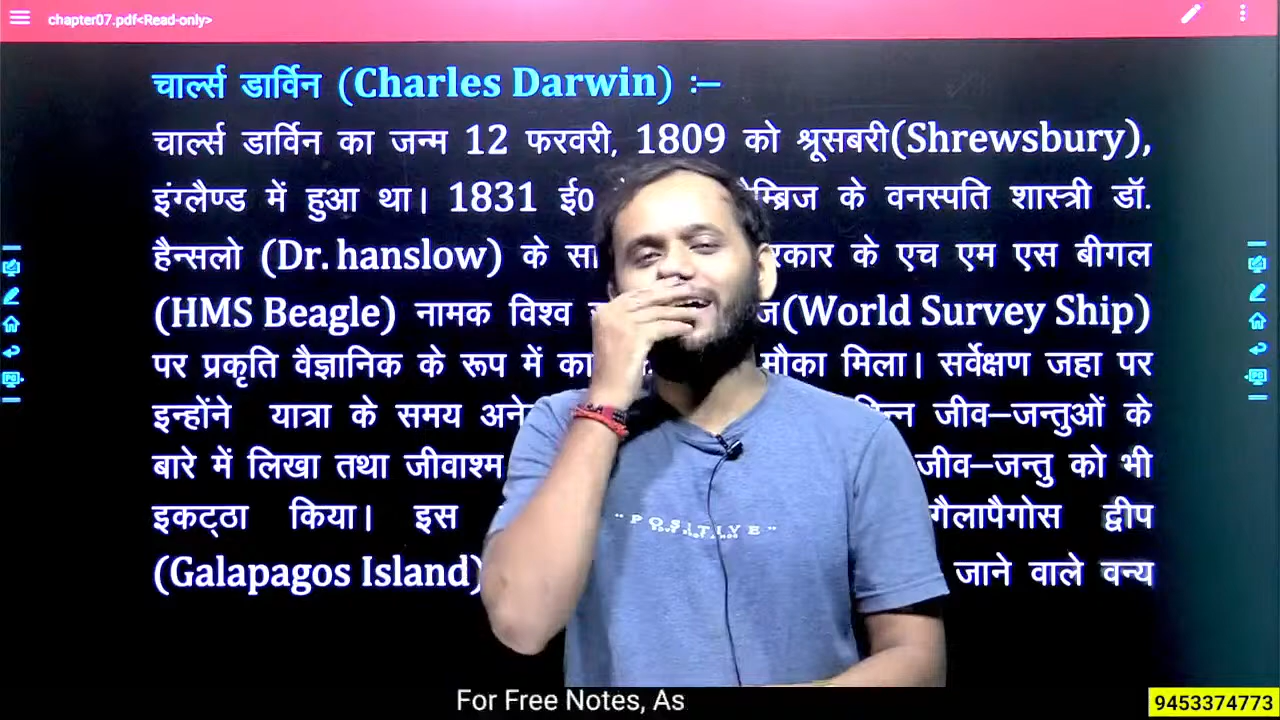 chapter07.pdf<Read-only>
चार्ल्स डार्विन (Charles Darwin) :–
चार्ल्स डार्विन का जन्म 12 फरवरी, 1809 को श्रूसबरी(Shrewsbury),
इंग्लैण्ड में हुआ था। 1831 ई0 म्ब्रिज के वनस्पति शास्त्री डॉ.
हैन्सलो (Dr. hanslow) के सा रकार के एच एम एस बीगल
(HMS Beagle) नामक विश्व ज(World Survey Ship)
पर प्रकृति वैज्ञानिक के रूप में का मौका मिला। सर्वेक्षण जहा पर
इन्होंने यात्रा के समय अने न्न जीव–जन्तुओं के
बारे में लिखा तथा जीवाश्म जीव–जन्तु को भी
इकट्ठा किया। इस गैलापैगोस द्वीप
(Galapagos Island) जाने वाले वन्य
"POSITIVE"
For Free Notes, As
9453374773